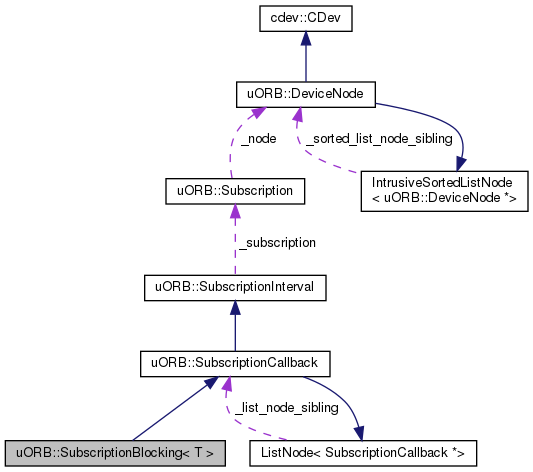 cdev::CDev
uORB::DeviceNode
_node
_sorted_list_node_sibling
uORB::Subscription
IntrusiveSortedListNode
< uORB::DeviceNode *>
_subscription
uORB::SubscriptionInterval
uORB::SubscriptionCallback
_list_node_sibling
uORB::SubscriptionBlocking< T >
ListNode< SubscriptionCallback *>